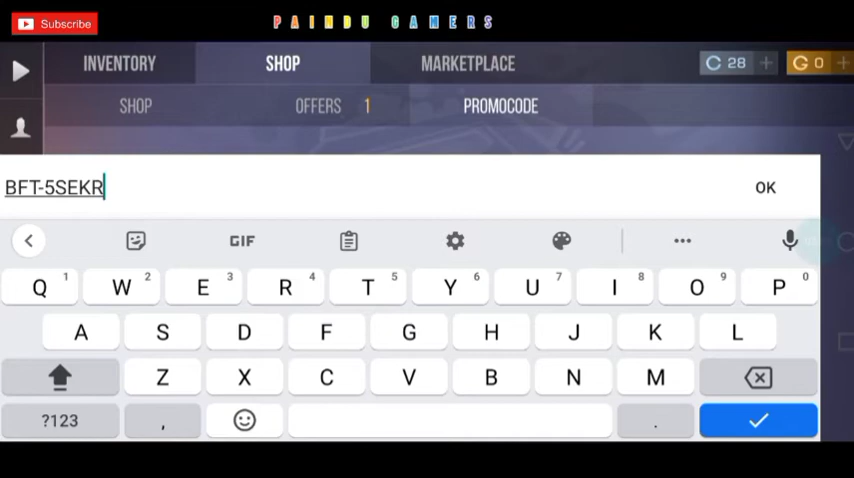 Subscribe
PAINDU GAMERS
INVENTORY SHOP MARKETPLACE C 28 + G 0 +
SHOP OFFERS 1 PROMOCODE
BFT-5SEKR OK
GIF
Q 1 W 2 E 3 R 4 T 5 Y 6 U 7 I 8 O 9 P 0
A S D F G H J K L
Z X C V B N M
?123 , .